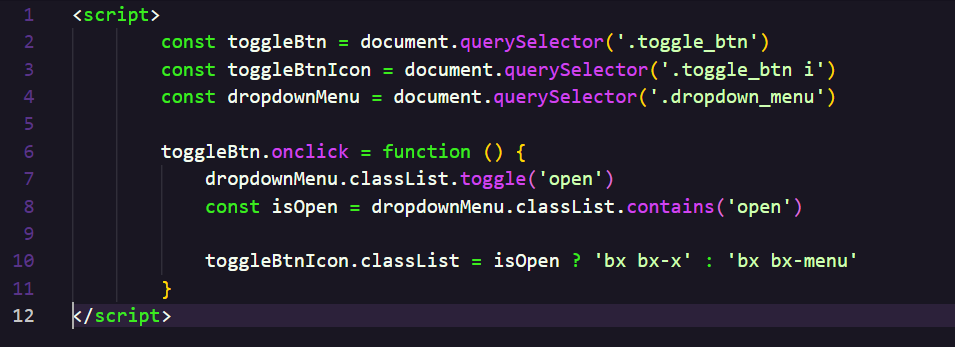 1 <script>
2 const toggleBtn = document.querySelector('.toggle_btn')
3 const toggleBtnIcon = document.querySelector('.toggle_btn i')
4 const dropdownMenu = document.querySelector('.dropdown_menu')
5
6 toggleBtn.onclick = function () {
7 dropdownMenu.classList.toggle('open')
8 const isOpen = dropdownMenu.classList.contains('open')
9
10 toggleBtnIcon.classList = isOpen ? 'bx bx-x' : 'bx bx-menu'
11 }
12 </script>